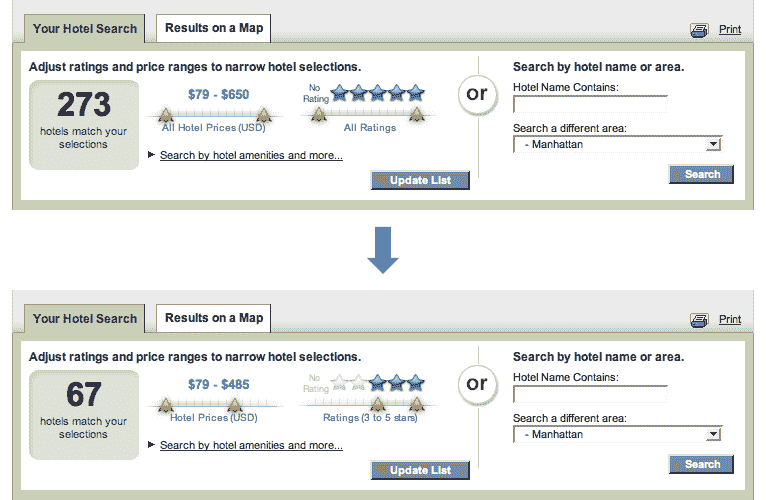 Your Hotel Search
Results on a Map
Print
Adjust ratings and price ranges to narrow hotel selections.
273
hotels match your
selections
$79 - $650
All Hotel Prices (USD)
No
Rating
All Ratings
Search by hotel amenities and more...
Update List
or
Search by hotel name or area.
Hotel Name Contains:
Search a different area:
- Manhattan
Search
Your Hotel Search
Results on a Map
Print
Adjust ratings and price ranges to narrow hotel selections.
67
hotels match your
selections
$79 - $485
Hotel Prices (USD)
No
Rating
Ratings (3 to 5 stars)
Search by hotel amenities and more...
Update List
or
Search by hotel name or area.
Hotel Name Contains:
Search a different area:
- Manhattan
Search